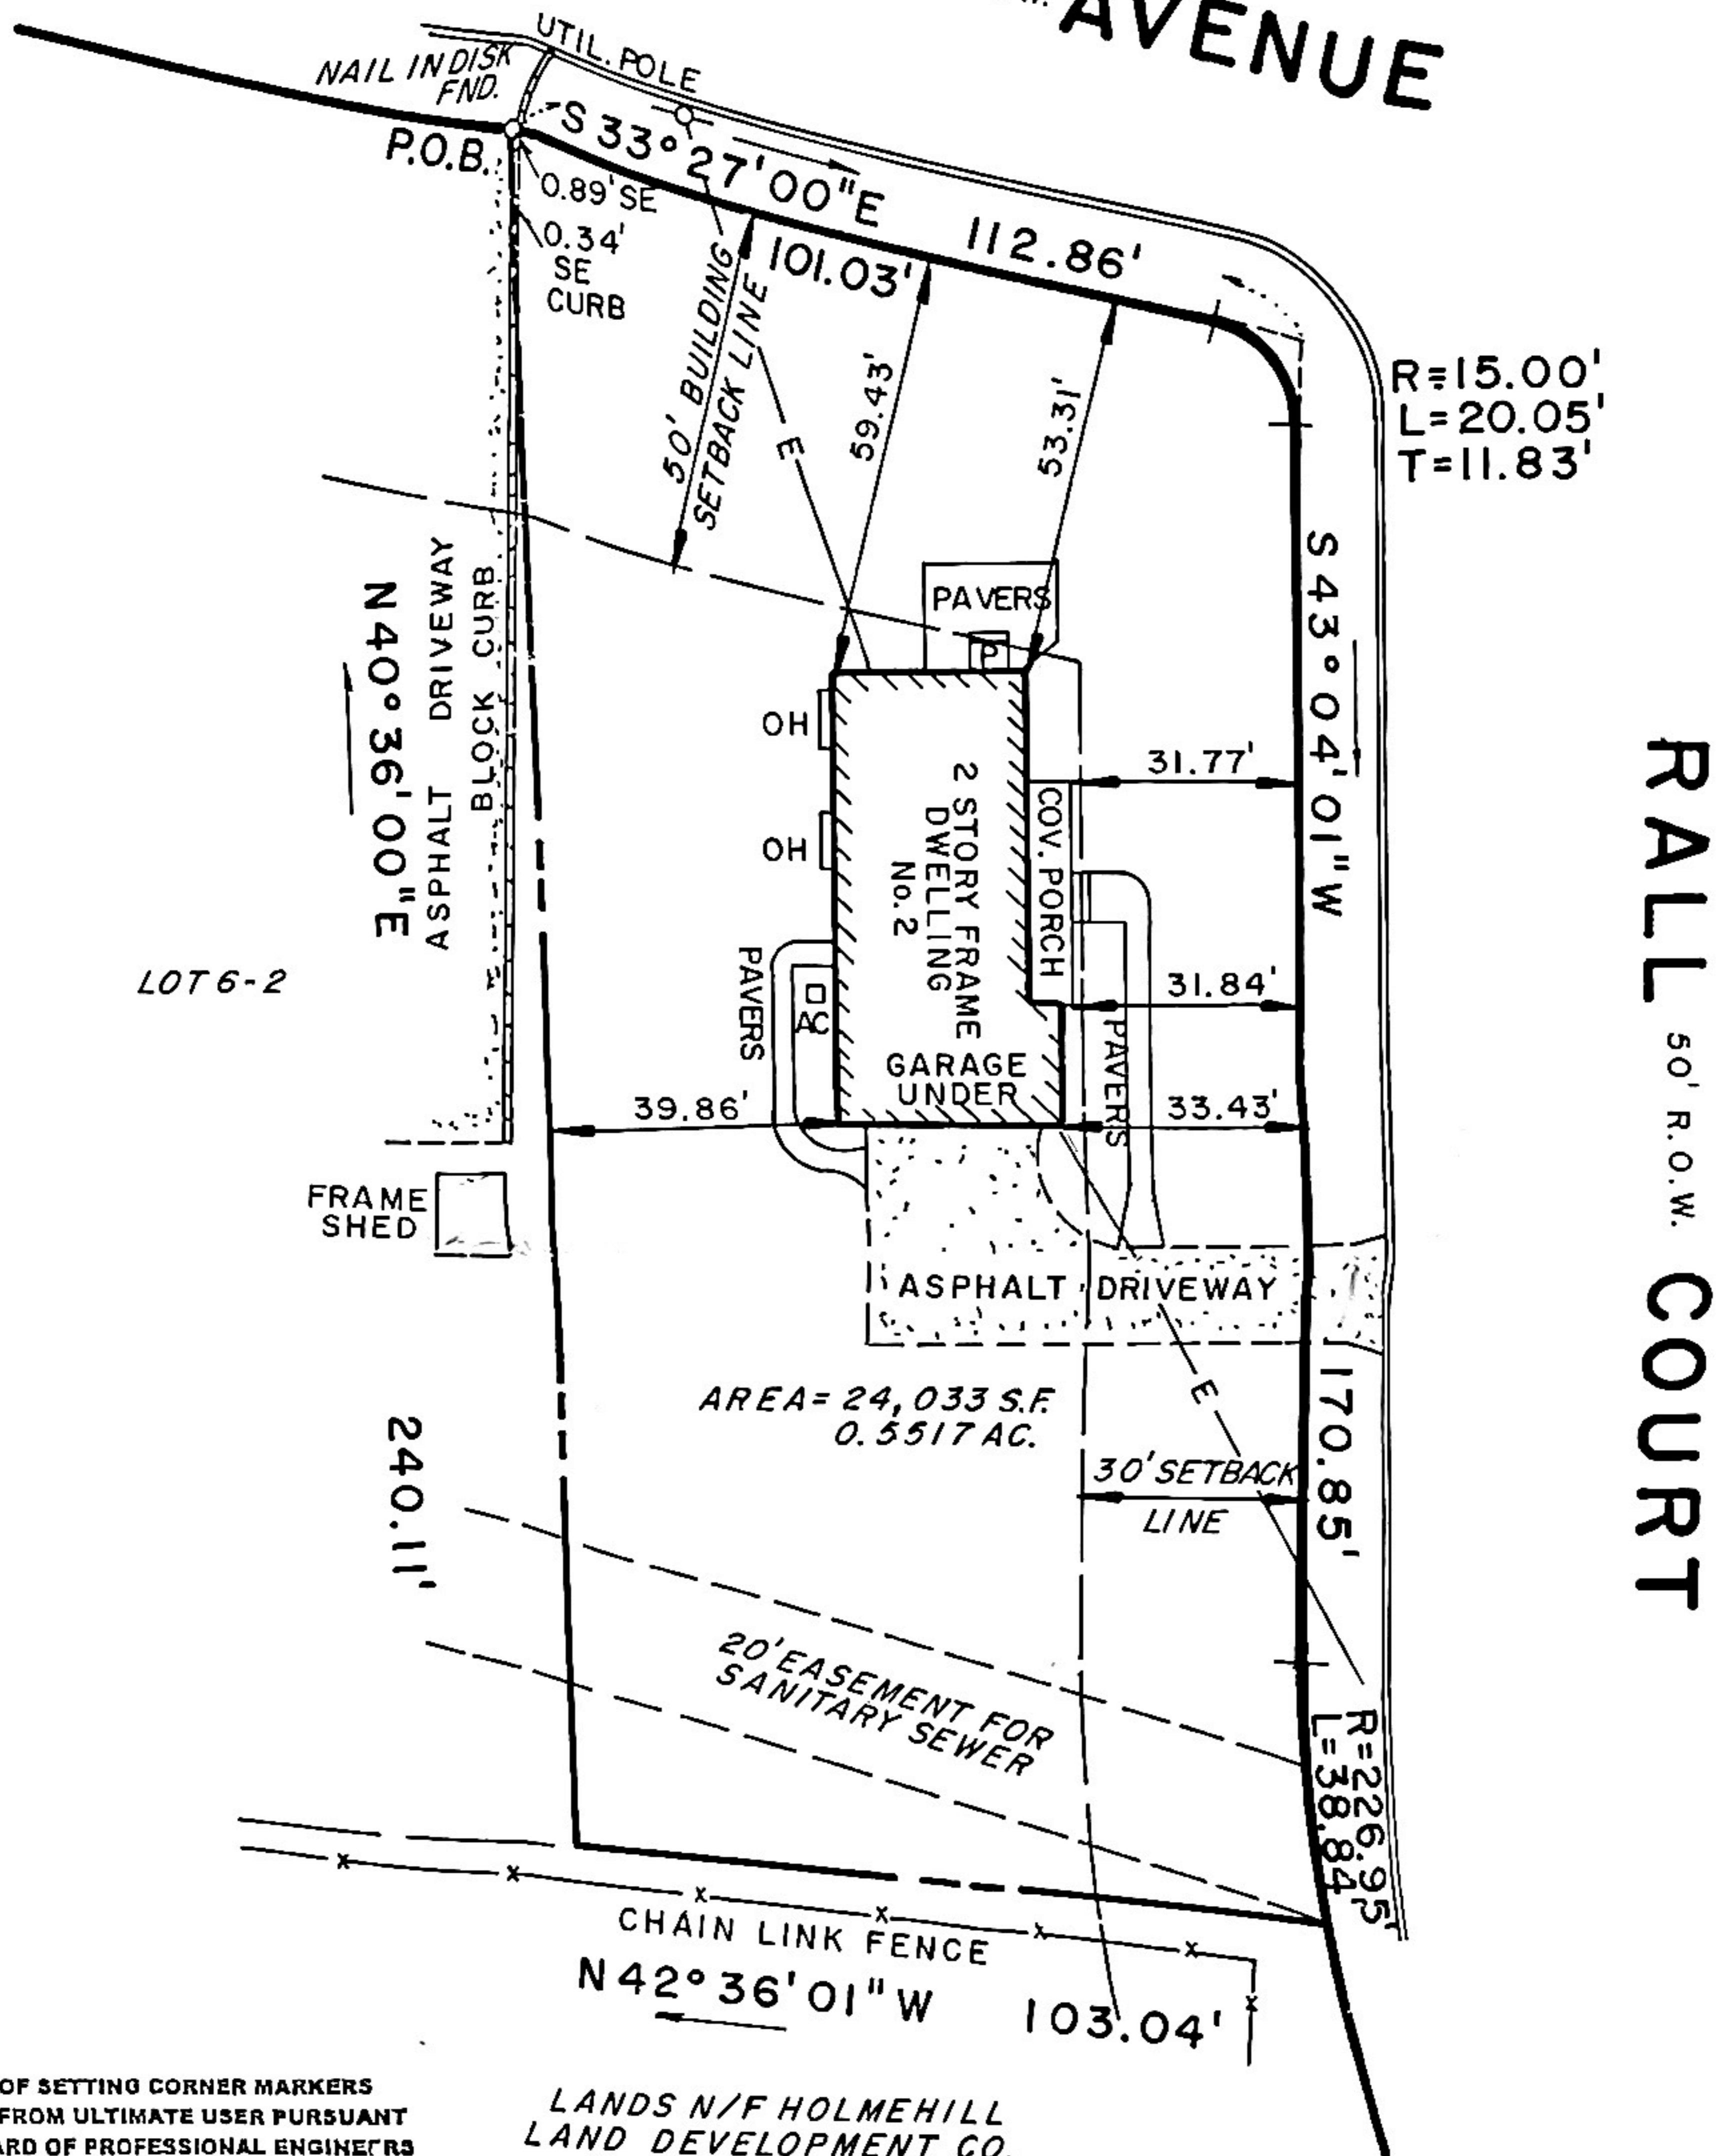 AVENUE
UTIL. POLE
NAIL IN DISK
FND.
P.O.B.
S 33° 27' 00" E
112.86'
101.03'
0.89' SE
0.34'
SE
CURB
50' BUILDING
SETBACK LINE
E
59.43'
53.31'
R=15.00'
L=20.05'
T=11.83'
S 43° 04' 01" W
170.85'
N 40° 36' 00" E
240.11'
ASPHALT DRIVEWAY
BLOCK CURB
PAVERS
P
OH
OH
2 STORY FRAME
DWELLING
No. 2
COV. PORCH
31.77'
31.84'
PAVERS
AC
GARAGE
UNDER
PAVERS
39.86'
33.43'
LOT 6-2
FRAME
SHED
ASPHALT DRIVEWAY
E
RALL COURT
50' R.O.W.
AREA = 24,033 S.F.
0.5517 AC.
30' SETBACK
LINE
20' EASEMENT FOR
SANITARY SEWER
R=226.95'
L=38.84'
CHAIN LINK FENCE
N 42° 36' 01" W 103.04'
LANDS N/F HOLMEHILL
LAND DEVELOPMENT CO.
OF SETTING CORNER MARKERS
FROM ULTIMATE USER PURSUANT
ARD OF PROFESSIONAL ENGINEERS